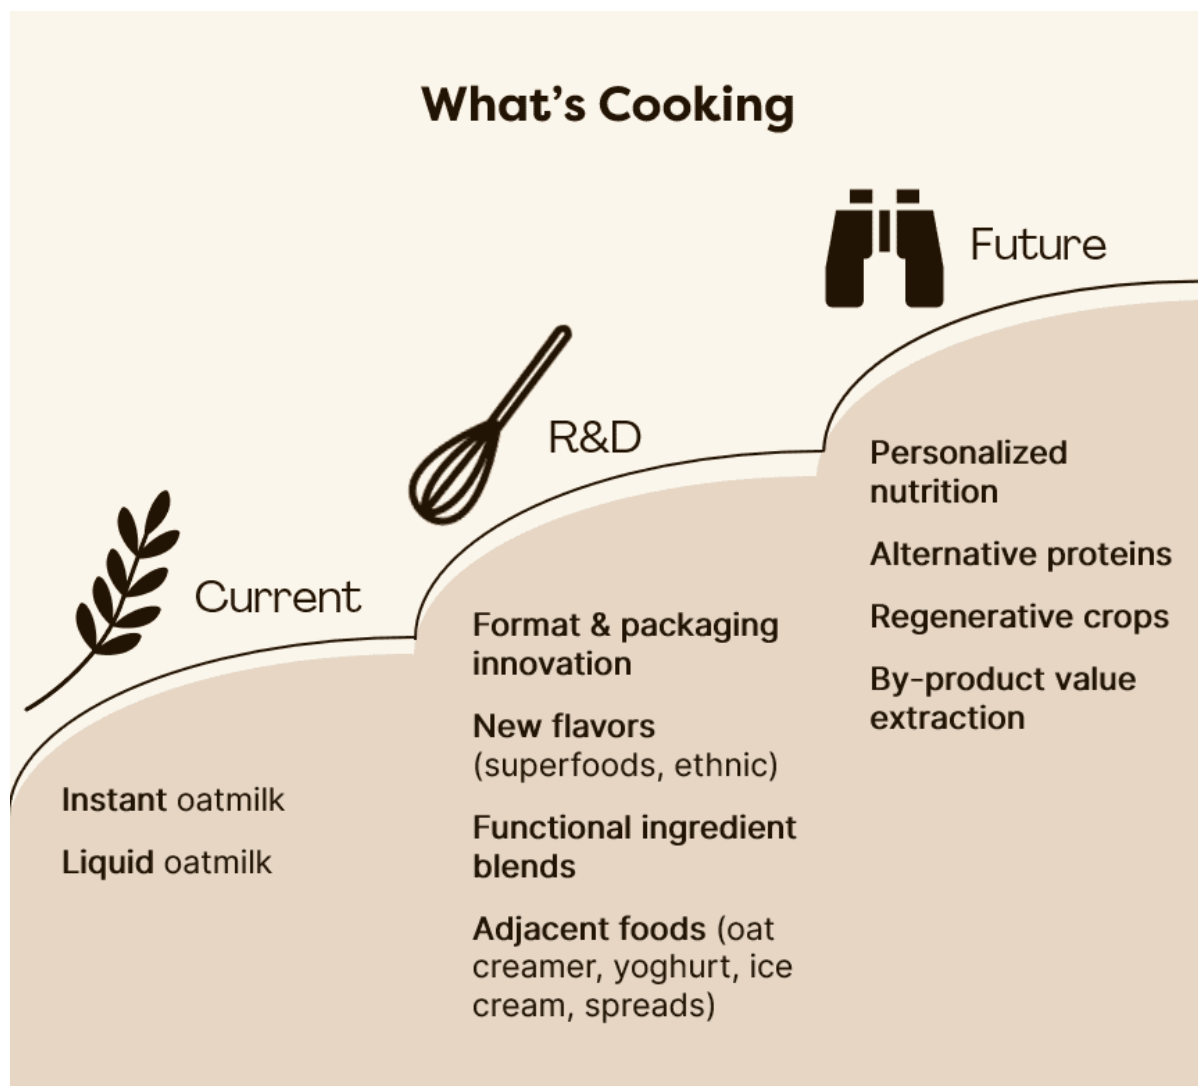 What's Cooking
Current
Instant oatmilk
Liquid oatmilk
R&D
Format & packaging
innovation
New flavors
(superfoods, ethnic)
Functional ingredient
blends
Adjacent foods (oat
creamer, yoghurt, ice
cream, spreads)
Future
Personalized
nutrition
Alternative proteins
Regenerative crops
By-product value
extraction